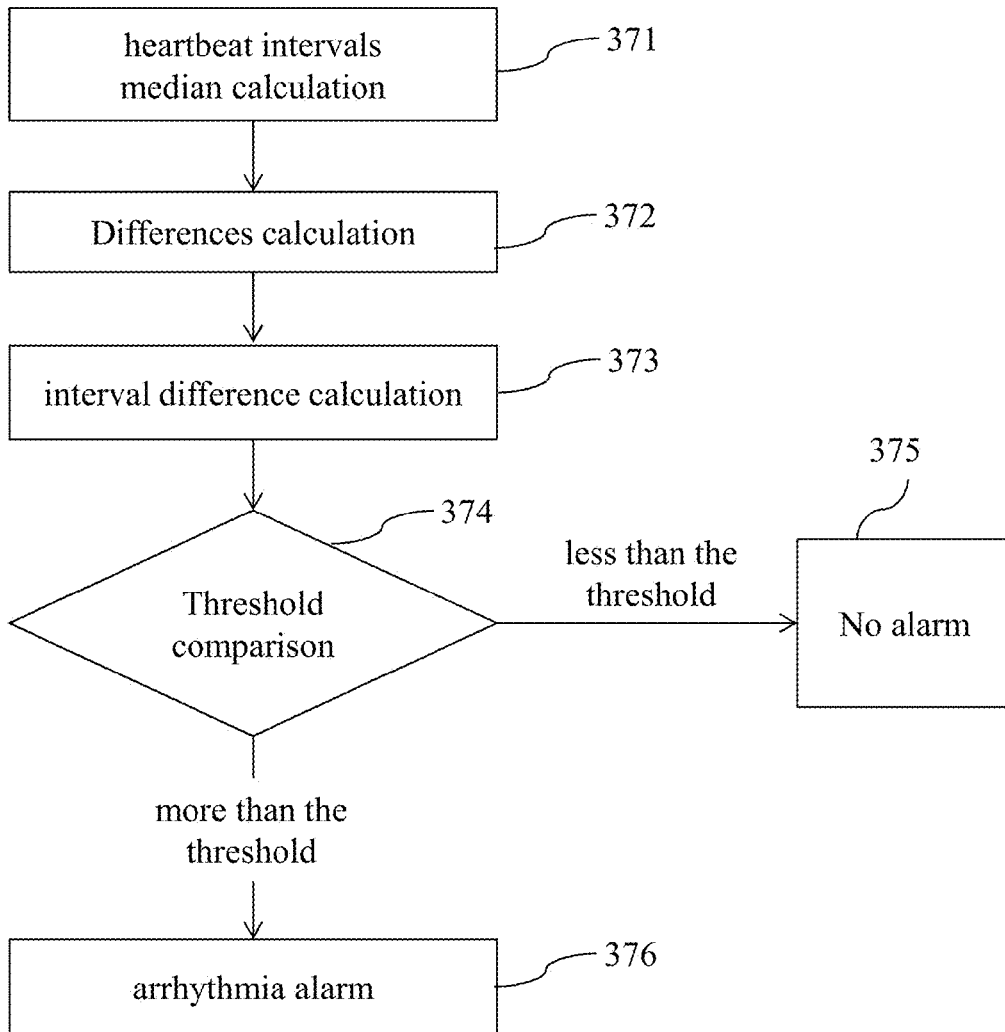 heartbeat intervals
median calculation
371
Differences calculation
372
interval difference calculation
373
Threshold
comparison
374
less than the
threshold
375
No alarm
more than the
threshold
arrhythmia alarm
376